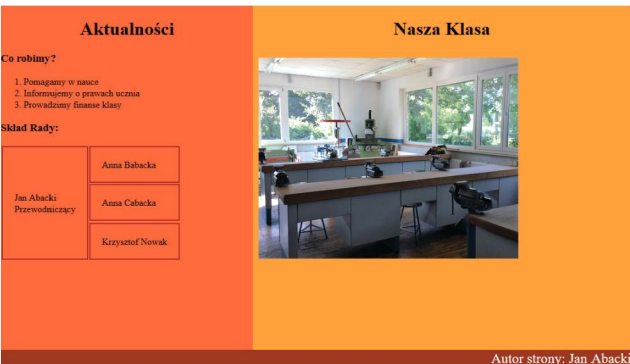 Aktualności
Co robimy?
1. Pomagamy w nauce
2. Informujemy o prawach ucznia
3. Prowadzimy finanse klasy
Skład Rady:
Jan Abacki
Przewodniczący
Anna Babacka
Anna Cabacka
Krzysztof Nowak
Nasza Klasa
Autor strony: Jan Abacki